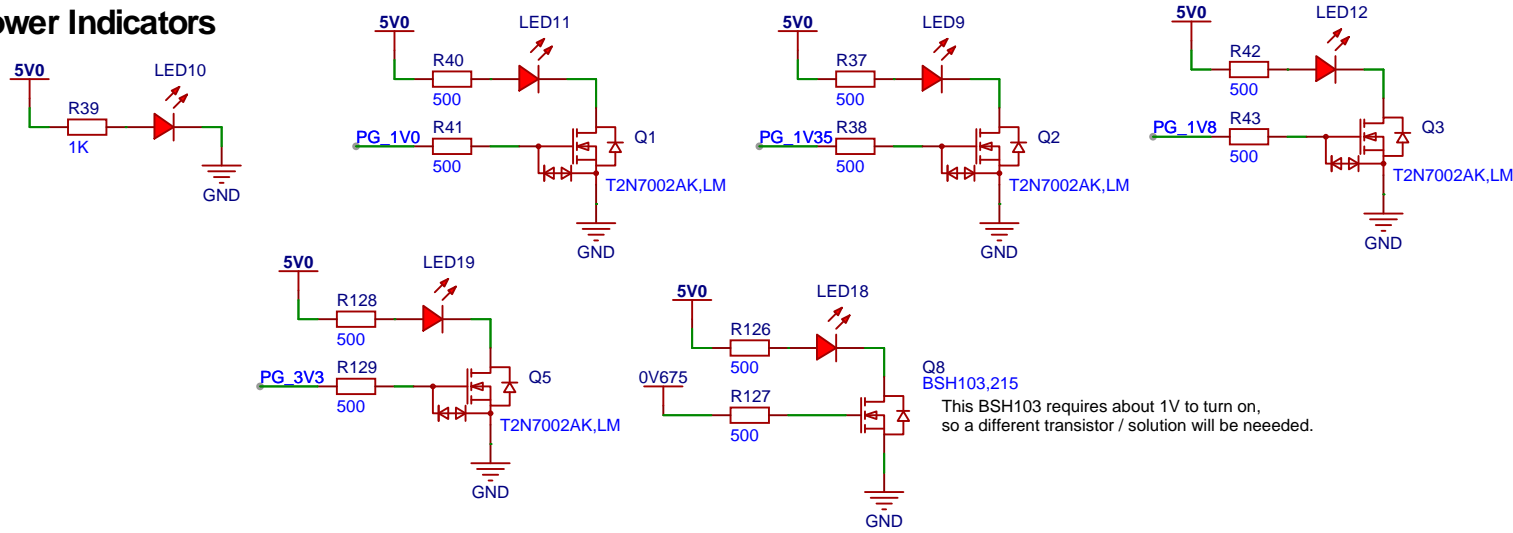 ower Indicators
5V0
LED10
R39
1K
GND
5V0
LED11
R40
500
PG_1V0
R41
500
Q1
T2N7002AK,LM
GND
5V0
LED9
R37
500
PG_1V35
R38
500
Q2
T2N7002AK,LM
GND
5V0
LED12
R42
500
PG_1V8
R43
500
Q3
T2N7002AK,LM
GND
5V0
LED19
R128
500
PG_3V3
R129
500
Q5
T2N7002AK,LM
GND
5V0
LED18
R126
500
0V675
R127
500
Q8
BSH103,215
This BSH103 requires about 1V to turn on,
so a different transistor / solution will be neeeded.
GND